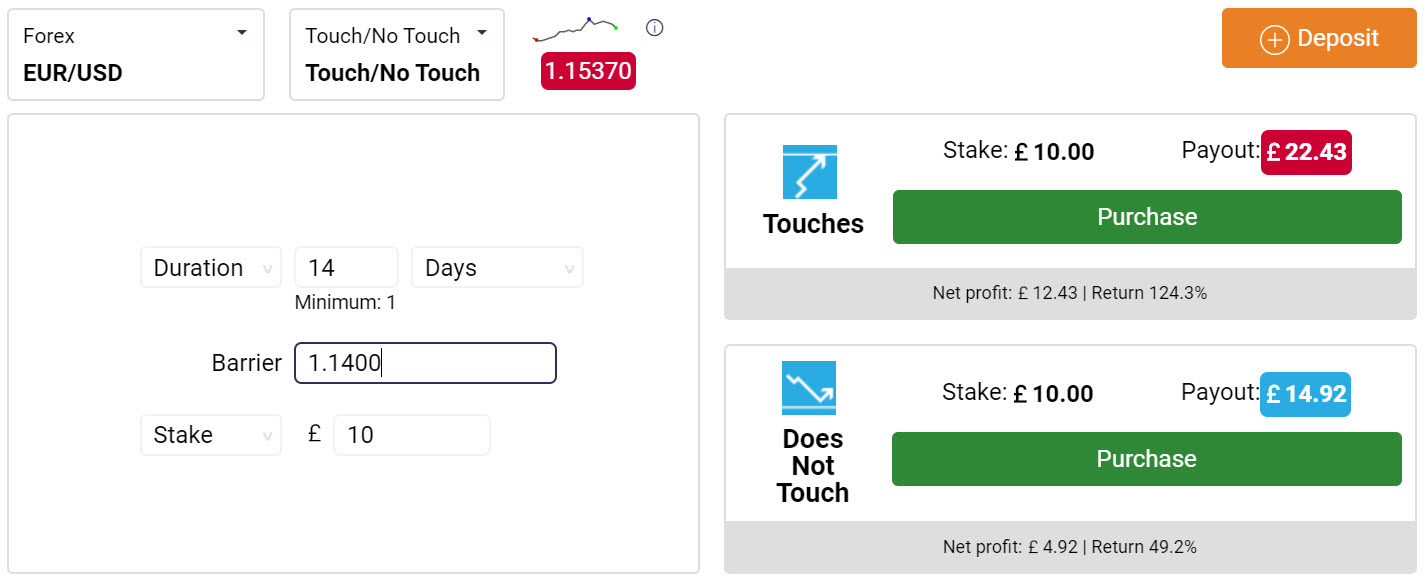 Forex
EUR/USD
Touch/No Touch
Touch/No Touch
1.15370
Deposit
Duration 14 Days
Minimum: 1
Barrier 1.1400
Stake £ 10
Touches
Stake: £ 10.00 Payout: £ 22.43
Purchase
Net profit: £ 12.43 | Return 124.3%
Does
Not
Touch
Stake: £ 10.00 Payout: £ 14.92
Purchase
Net profit: £ 4.92 | Return 49.2%